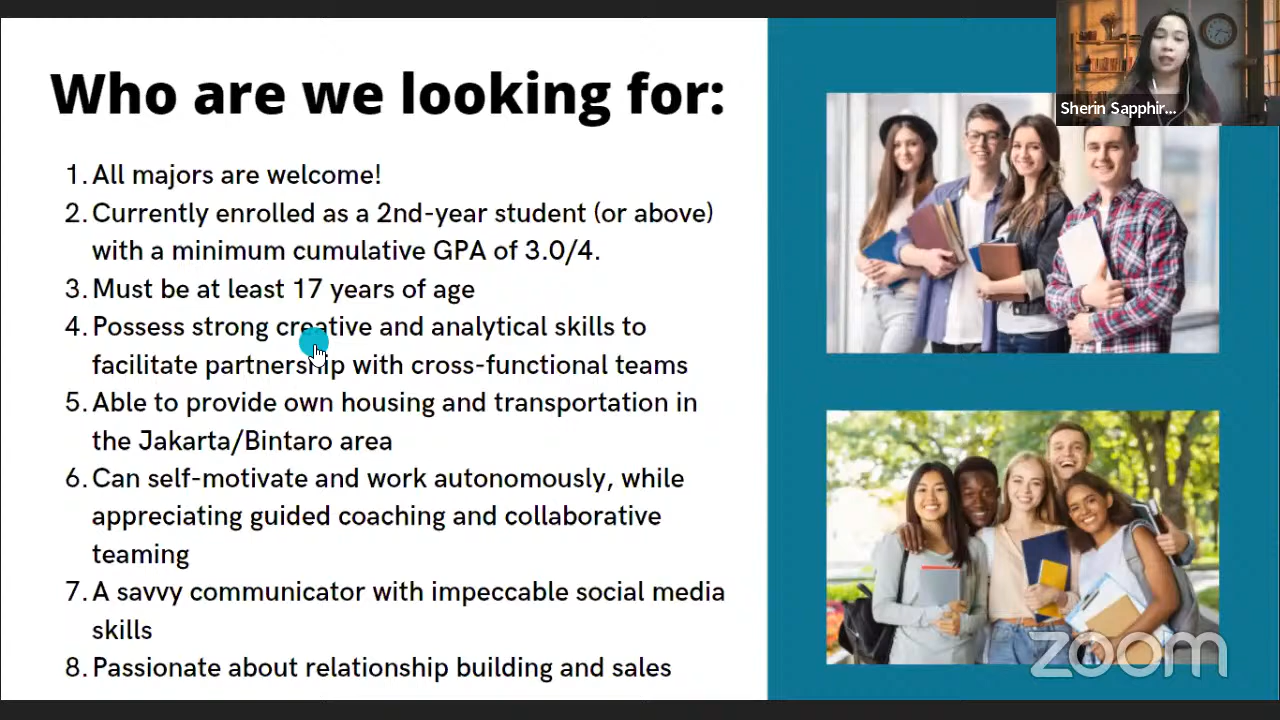 Who are we looking for:
1. All majors are welcome!
2. Currently enrolled as a 2nd-year student (or above)
with a minimum cumulative GPA of 3.0/4.
3. Must be at least 17 years of age
4. Possess strong creative and analytical skills to
facilitate partnership with cross-functional teams
5. Able to provide own housing and transportation in
the Jakarta/Bintaro area
6. Can self-motivate and work autonomously, while
appreciating guided coaching and collaborative
teaming
7. A savvy communicator with impeccable social media
skills
8. Passionate about relationship building and sales
Sherin Sapphir...
zoom